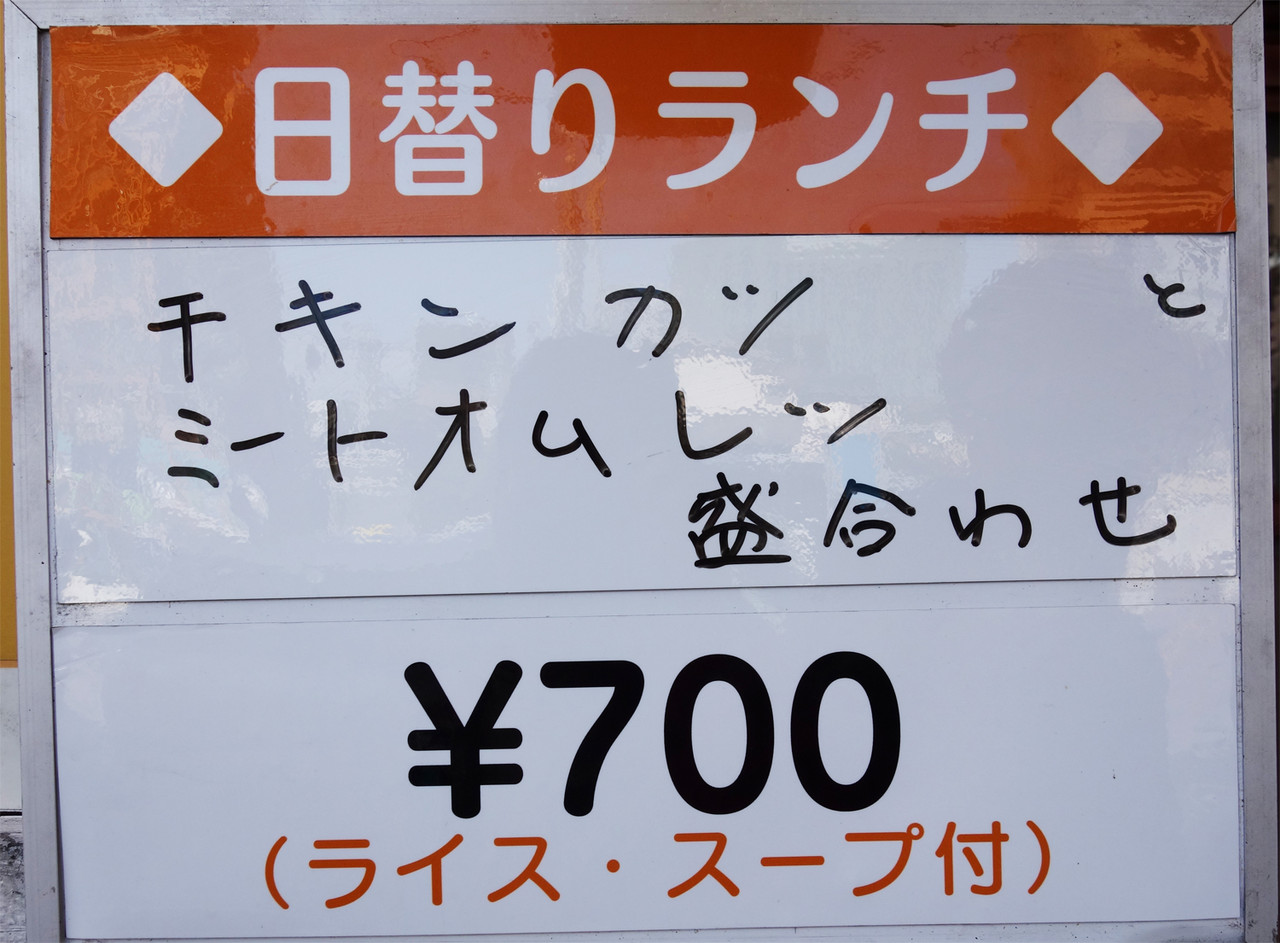 ◆日替りランチ◆
チキンカツ と
ミートオムレツ
盛合わせ
¥700
(ライス・スープ付)